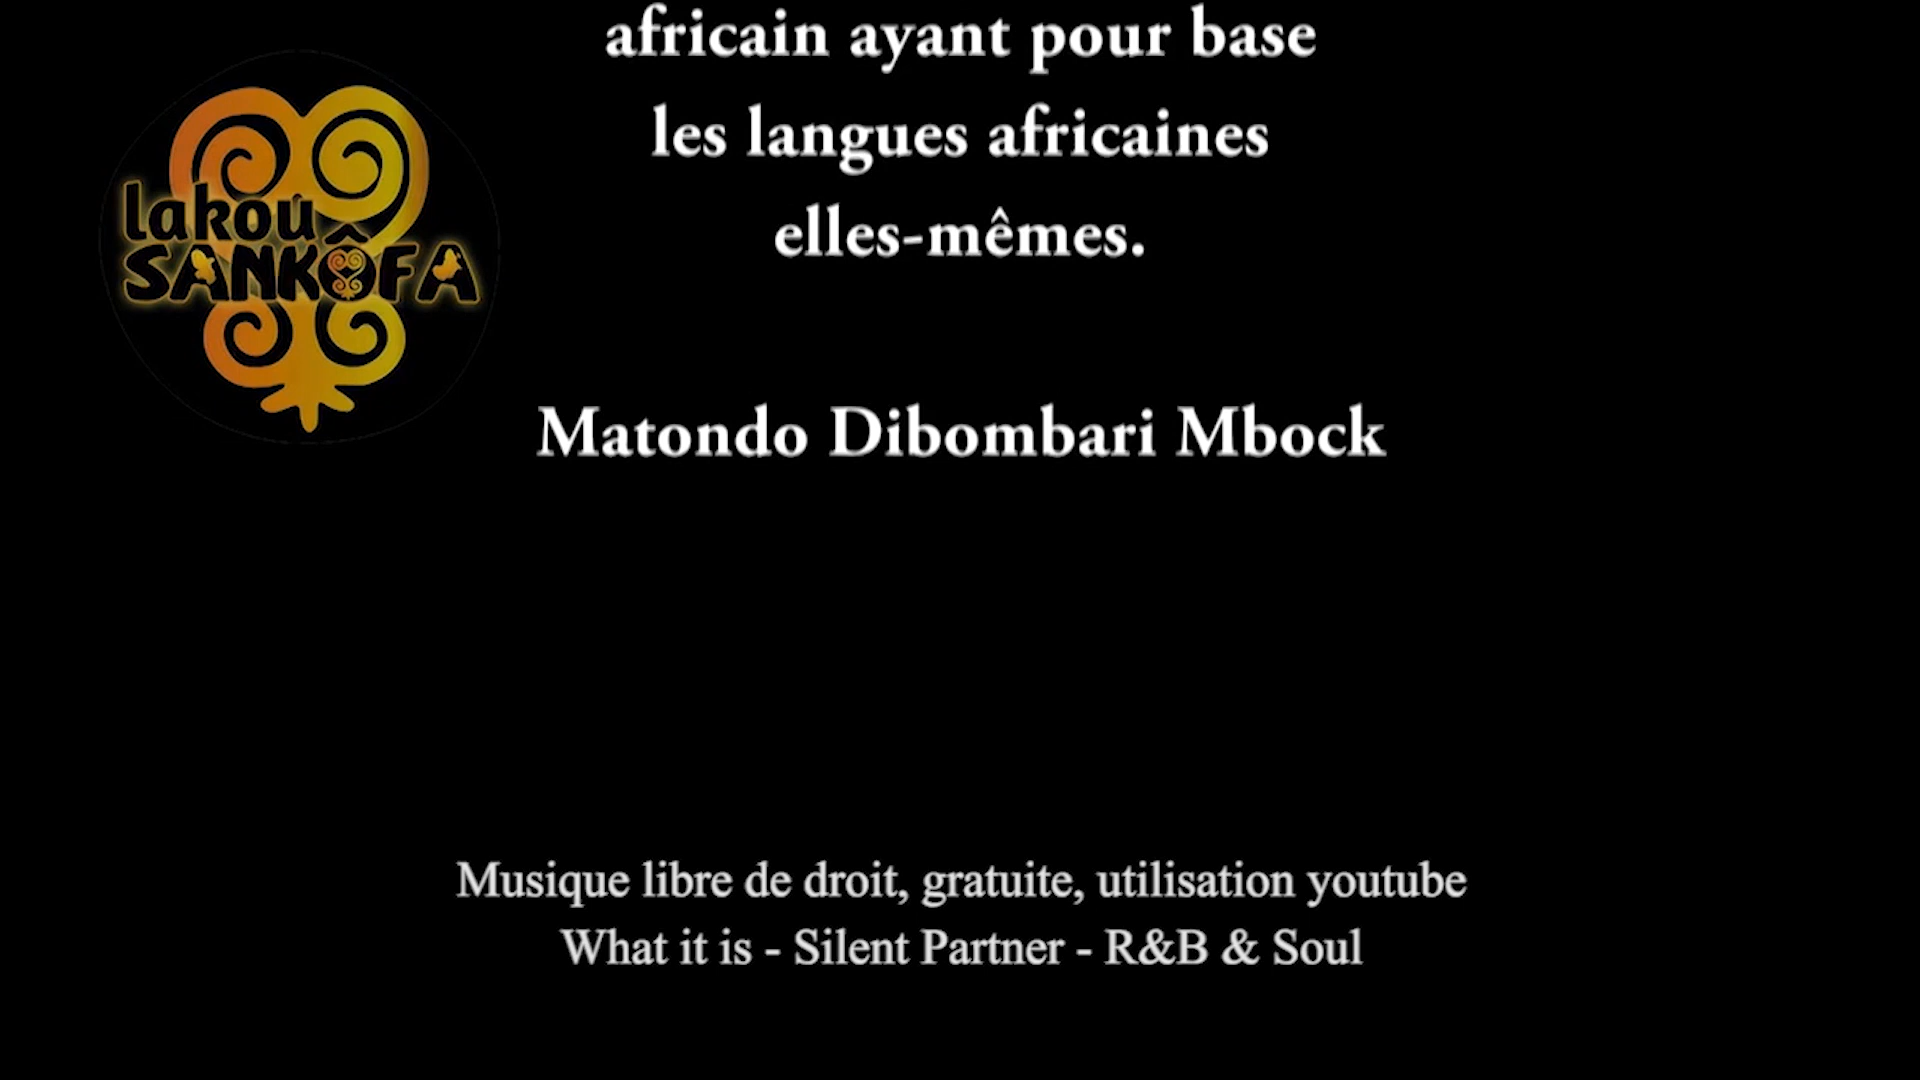 africain ayant pour base
les langues africaines
elles-mêmes.
lakou
SANKÔFA
Matondo Dibombari Mbock
Musique libre de droit, gratuite, utilisation youtube
What it is - Silent Partner - R&B & Soul